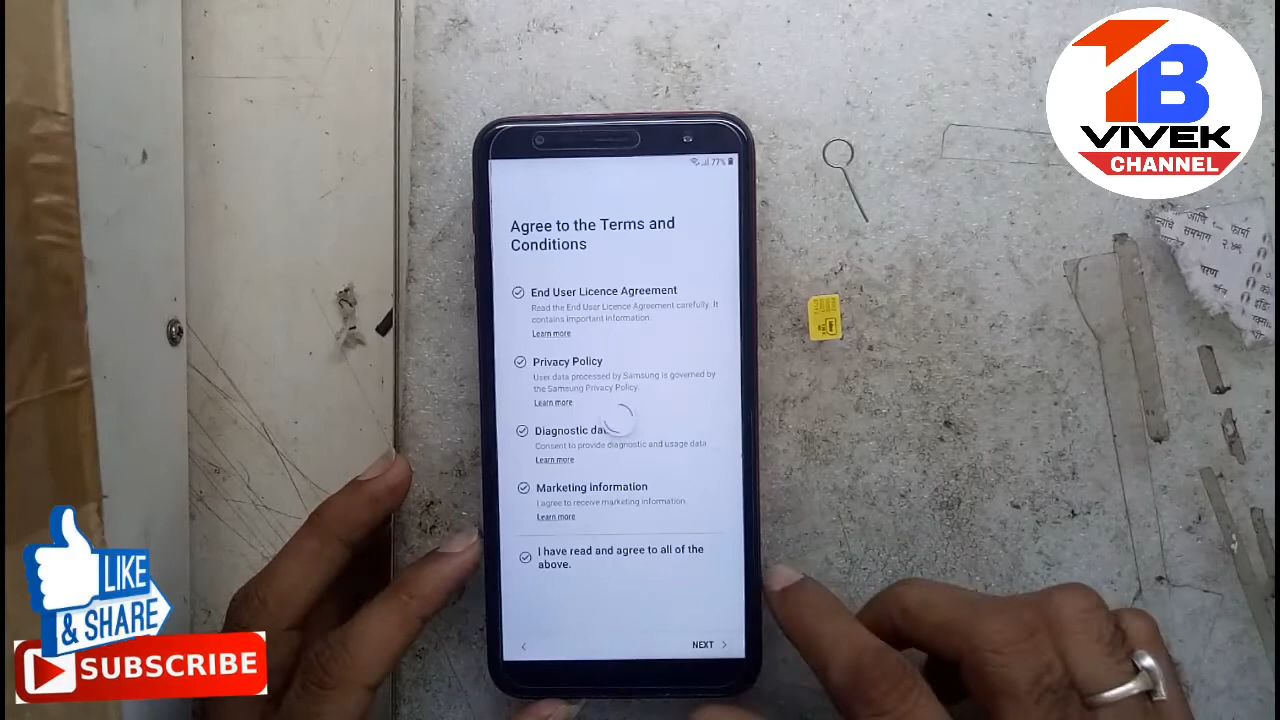 TB
VIVEK
CHANNEL
77%
Agree to the Terms and
Conditions
End User Licence Agreement
Read the End User Licence Agreement carefully. It
contains important information.
Learn more
Privacy Policy
User data processed by Samsung is governed by
the Samsung Privacy Policy.
Learn more
Diagnostic da
Consent to provide diagnostic and usage data
Learn more
Marketing information
I agree to receive marketing information.
Learn more
I have read and agree to all of the
above.
NEXT
आणि
फार्मा
समभाग
LIKE
& SHARE
SUBSCRIBE